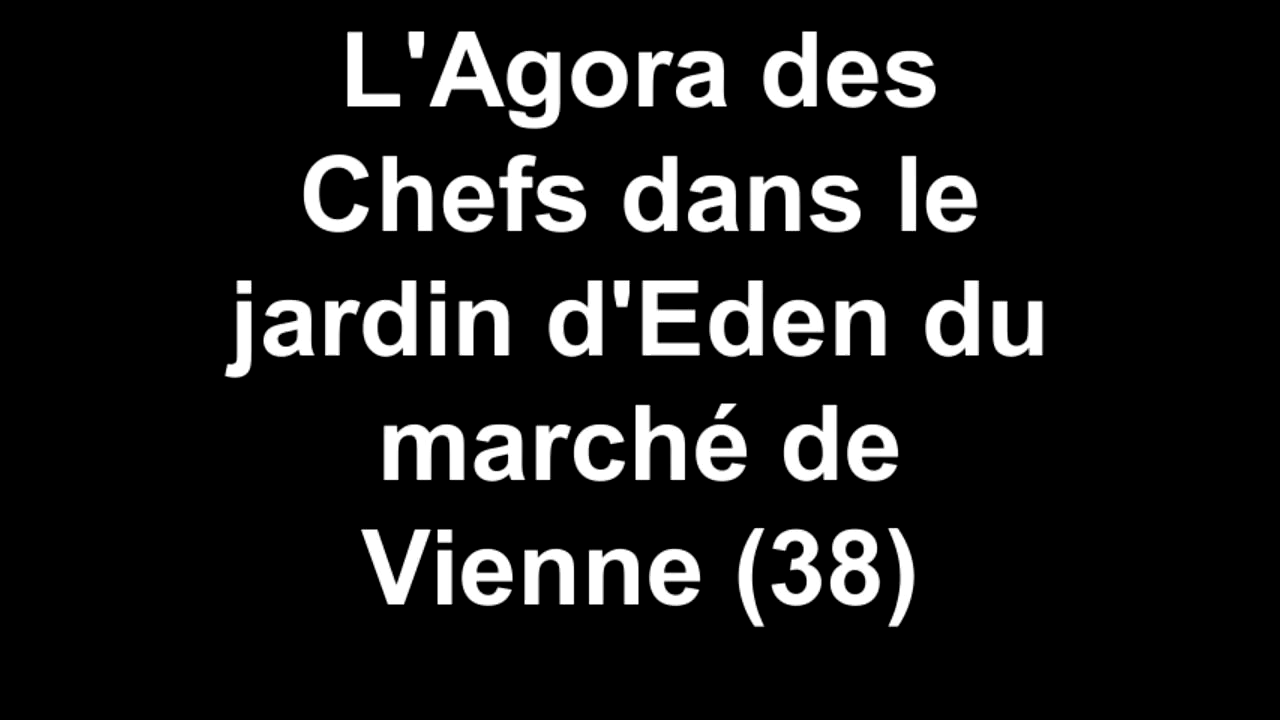 L'Agora des
Chefs dans le
jardin d'Eden du
marché de
Vienne (38)